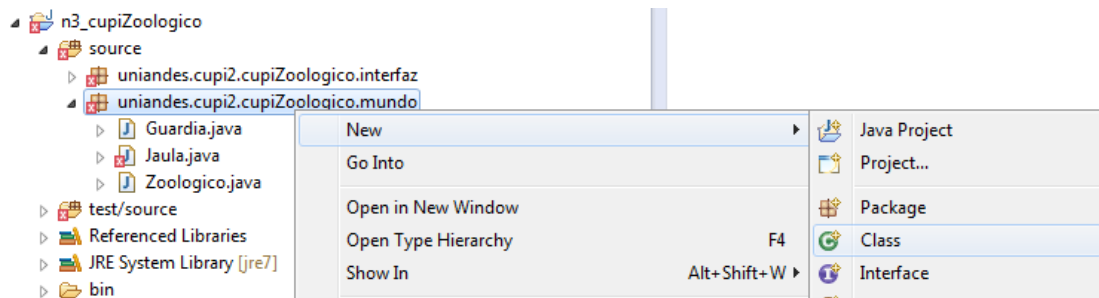 n3_cupiZoologico
source
uniandes.cupi2.cupiZoologico.interfaz
uniandes.cupi2.cupiZoologico.mundo
Guardia.java
Jaula.java
Zoologico.java
test/source
Referenced Libraries
JRE System Library [jre7]
bin
New
Go Into
Open in New Window
Open Type Hierarchy F4
Show In Alt+Shift+W
Java Project
Project...
Package
Class
Interface